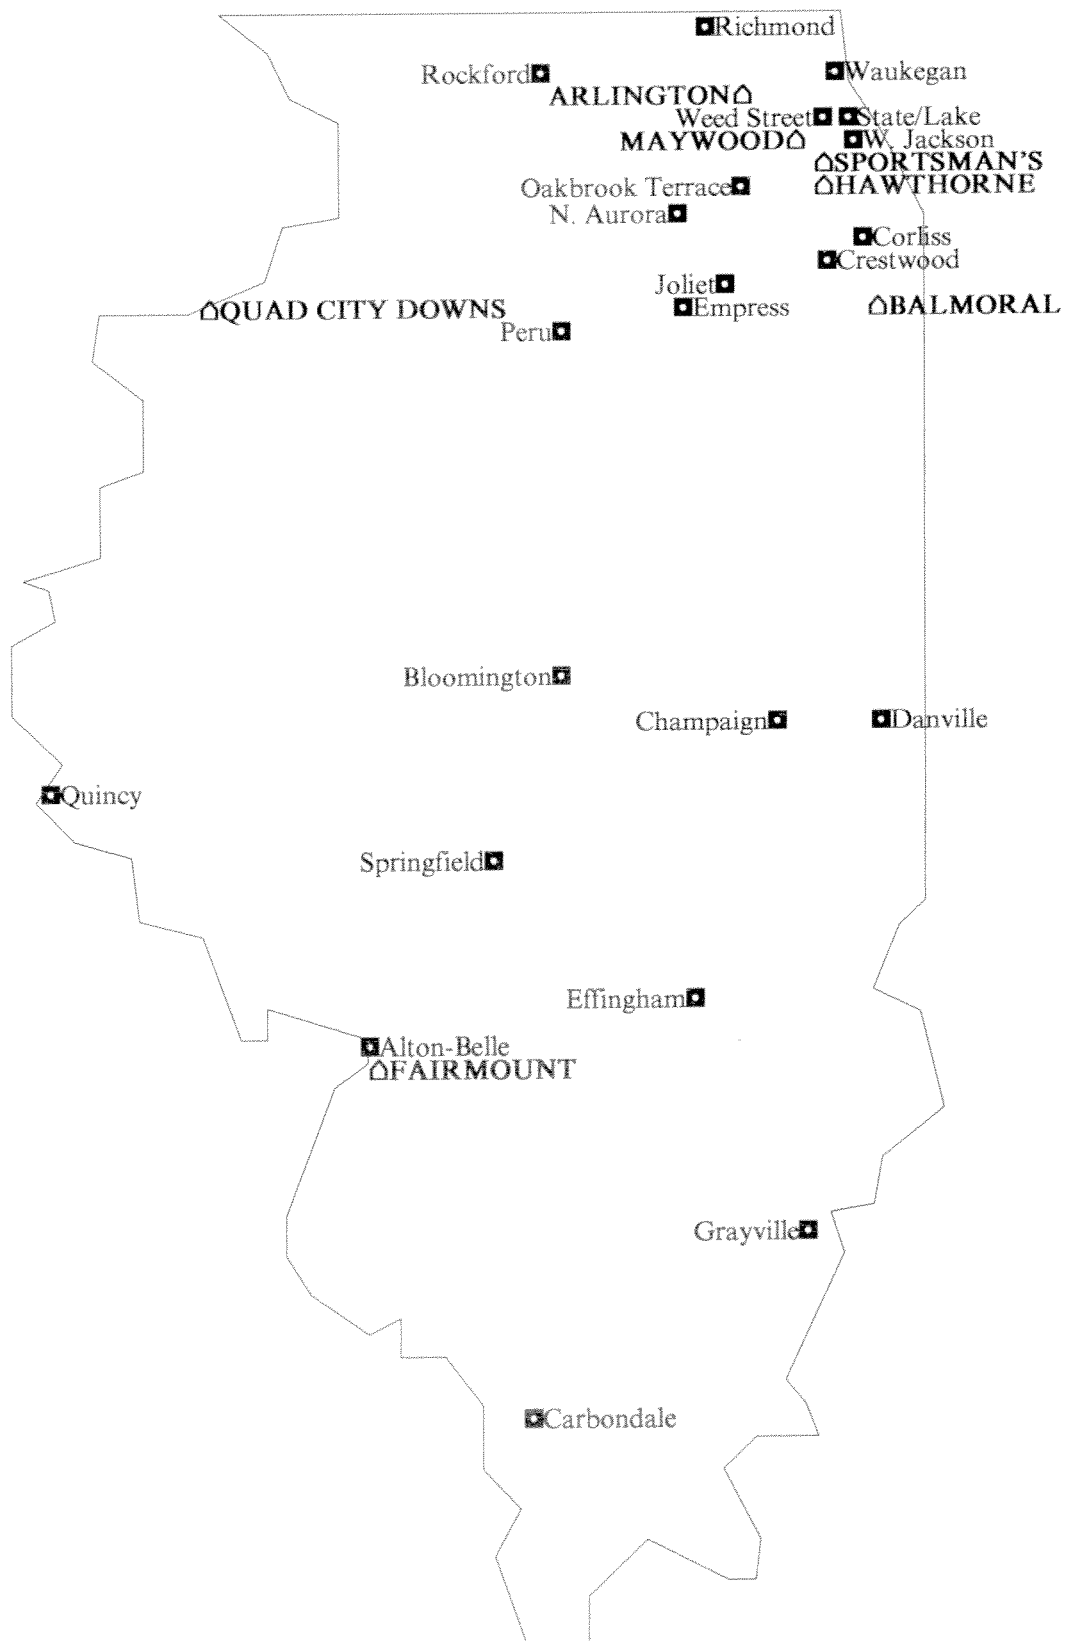 Richmond
Rockford
Waukegan
ARLINGTON
Weed Street
State/Lake
MAYWOOD
W. Jackson
SPORTSMAN'S
Oakbrook Terrace
HAWTHORNE
N. Aurora
Corliss
Crestwood
Joliet
QUAD CITY DOWNS
Empress
BALMORAL
Peru
Bloomington
Champaign
Danville
Quincy
Springfield
Effingham
Alton-Belle
FAIRMOUNT
Grayville
Carbondale